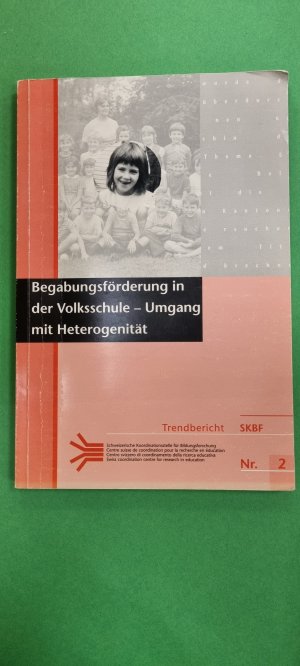 Begabungsförderung in
der Volksschule – Umgang
mit Heterogenität
Trendbericht SKBF
Schweizerische Koordinationsstelle für Bildungsforschung
Centre suisse de coordination pour la recherche en éducation
Centro svizzero di coordinamento della ricerca educativa
Swiss coordination centre for research in education
Nr. 2